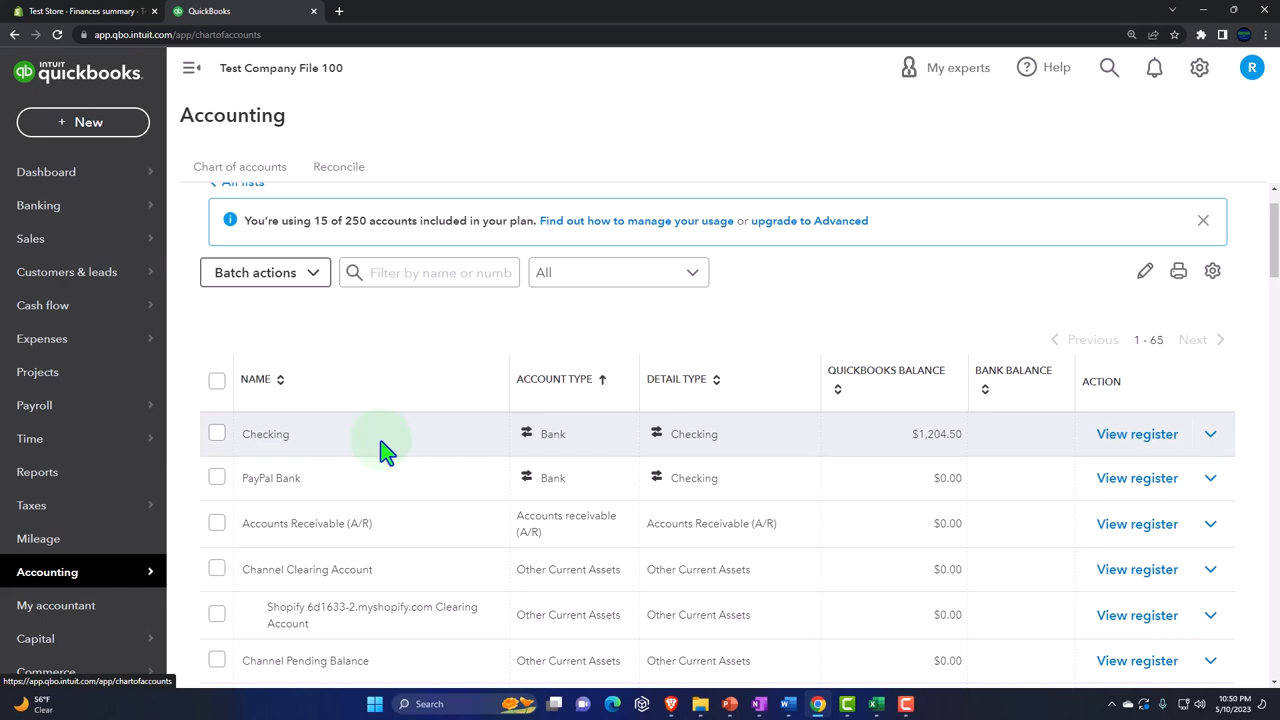 Test Store - Finance summary - T
QuickBooks
app.qbo.intuit.com/app/chartofaccounts
INTUIT
quickbooks.
Test Company File 100
My experts
Help
R
+ New
Accounting
Chart of accounts
Reconcile
Dashboard
Banking
Sales
Customers & leads
Cash flow
Expenses
Projects
Payroll
Time
Reports
Taxes
Mileage
Accounting
My accountant
Capital
Commerce
All lists
You're using 15 of 250 accounts included in your plan. Find out how to manage your usage or upgrade to Advanced
Batch actions
Filter by name or numb
All
Previous 1 - 65 Next
NAME ACCOUNT TYPE DETAIL TYPE QUICKBOOKS BALANCE BANK BALANCE ACTION
Checking Bank Checking $1,204.50 View register
PayPal Bank Bank Checking $0.00 View register
Accounts Receivable (A/R) Accounts receivable (A/R) Accounts Receivable (A/R) $0.00 View register
Channel Clearing Account Other Current Assets Other Current Assets $0.00 View register
Shopify 6d1633-2.myshopify.com Clearing Account Other Current Assets Other Current Assets $0.00 View register
Channel Pending Balance Other Current Assets Other Current Assets $0.00 View register
https://app.qbo.intuit.com/app/chartofaccounts
56°F
Clear
Search
10:50 PM
5/10/2023